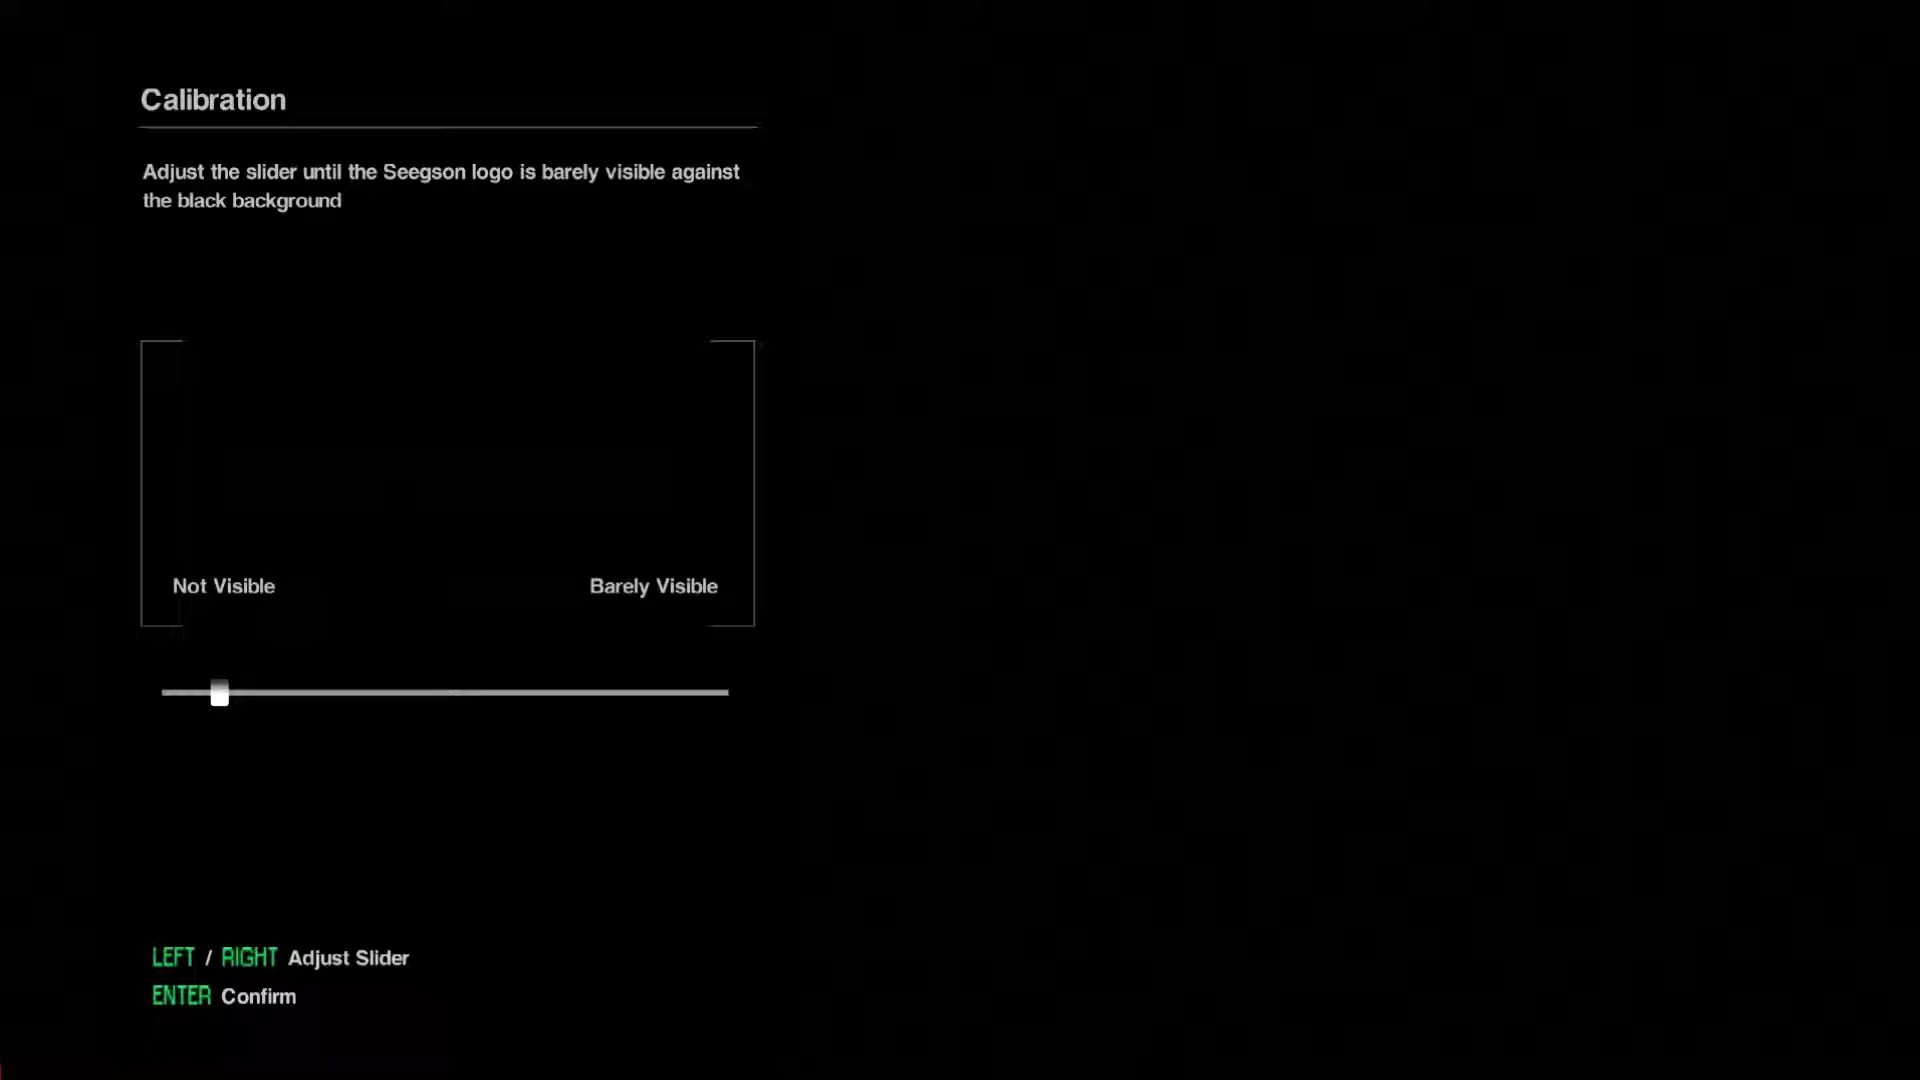 Calibration
Adjust the slider until the Seegson logo is barely visible against
the black background
Not Visible Barely Visible
LEFT / RIGHT Adjust Slider
ENTER Confirm